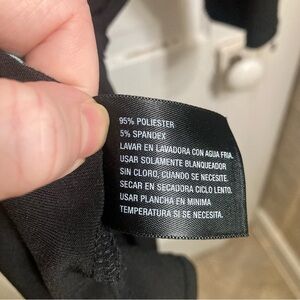 95% POLIESTER
5% SPANDEX
LAVAR EN LAVADORA CON AGUA FRIA.
USAR SOLAMENTE BLANQUEADOR
SIN CLORO, CUANDO SE NECESITE.
SECAR EN SECADORA CICLO LENTO.
USAR PLANCHA EN MINIMA
TEMPERATURA SI SE NECESITA.